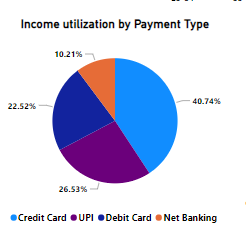 Income utilization by Payment Type
10.21%
40.74%
22.52%
26.53%
Credit Card UPI Debit Card Net Banking